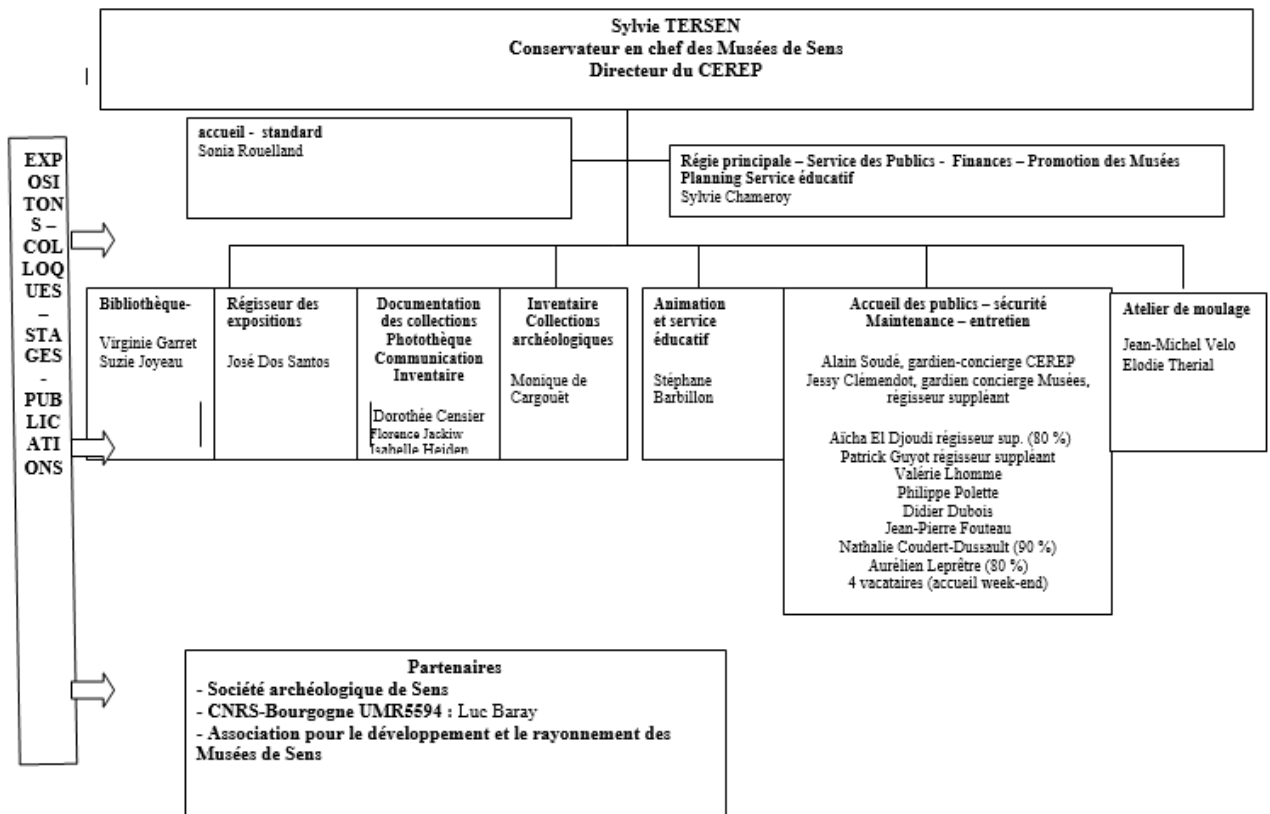 Sylvie TERSEN
Conservateur en chef des Musées de Sens
Directeur du CEREP
accueil - standard
Sonia Rouelland
Régie principale – Service des Publics - Finances – Promotion des Musées
Planning Service éducatif
Sylvie Chameroy
EXP
OSI
TON
S –
COL
LOQ
UES
–
STA
GES
-
PUB
LIC
ATI
ONS
Bibliothèque-
Virginie Garret
Suzie Joyeau
Régisseur des
expositions
José Dos Santos
Documentation
des collections
Photothèque
Communication
Inventaire
Dorothée Censier
Florence Jackiw
Isabelle Heiden
Inventaire
Collections
archéologiques
Monique de
Cargouët
Animation
et service
éducatif
Stéphane
Barbillon
Accueil des publics – sécurité
Maintenance – entretien
Alain Soudé, gardien-concierge CEREP
Jessy Clémendot, gardien concierge Musées,
régisseur suppléant
Aïcha El Djoudi régisseur sup. (80 %)
Patrick Guyot régisseur suppléant
Valérie Lhomme
Philippe Polette
Didier Dubois
Jean-Pierre Fouteau
Nathalie Coudert-Dussault (90 %)
Aurélien Leprêtre (80 %)
4 vacataires (accueil week-end)
Atelier de moulage
Jean-Michel Velo
Elodie Therial
Partenaires
- Société archéologique de Sens
- CNRS-Bourgogne UMR5594 : Luc Baray
- Association pour le développement et le rayonnement des
Musées de Sens